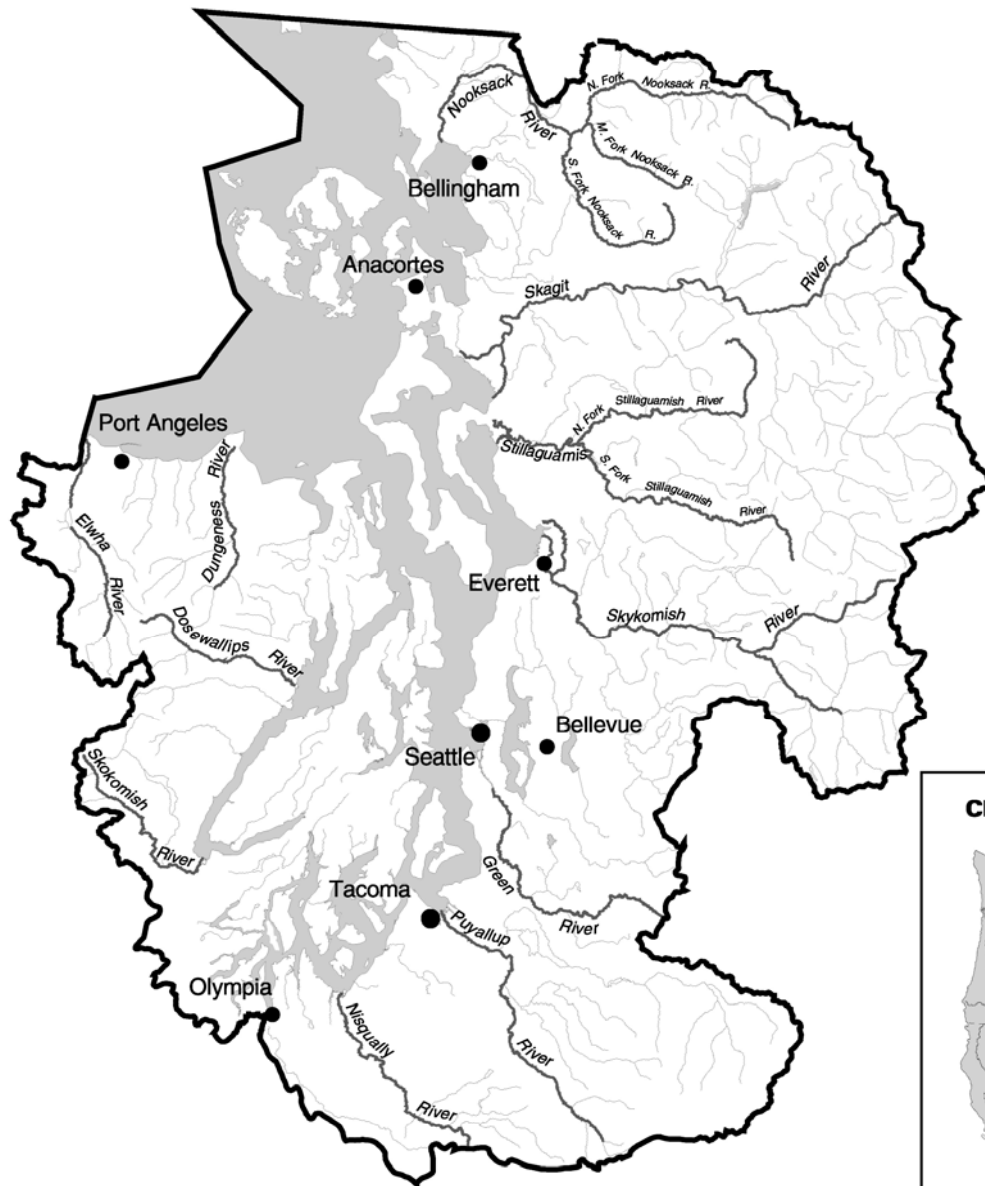 Nooksack
River
N. Fork
Nooksack R.
M. Fork Nooksack R.
S. Fork Nooksack
R.
Bellingham
Anacortes
Skagit
River
Port Angeles
N. Fork
Stillaguamish River
Stillaguamis
S. Fork
Stillaguamish
River
Elwha
River
Dungeness River
Everett
Skykomish
River
Dosewallips
River
Bellevue
Seattle
Skokomish
River
Green
River
Tacoma
Puyallup
River
Olympia
Nisqually
River